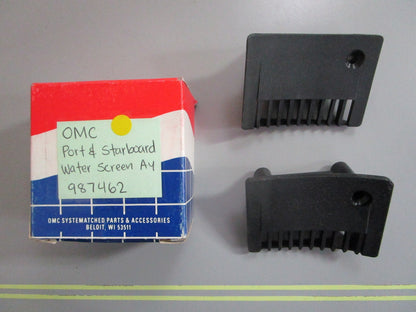 OMC
Port & Starboard
Water Screen Ay
987462
OMC SYSTEMATCHED PARTS & ACCESSORIES
BELOIT, WI 53511